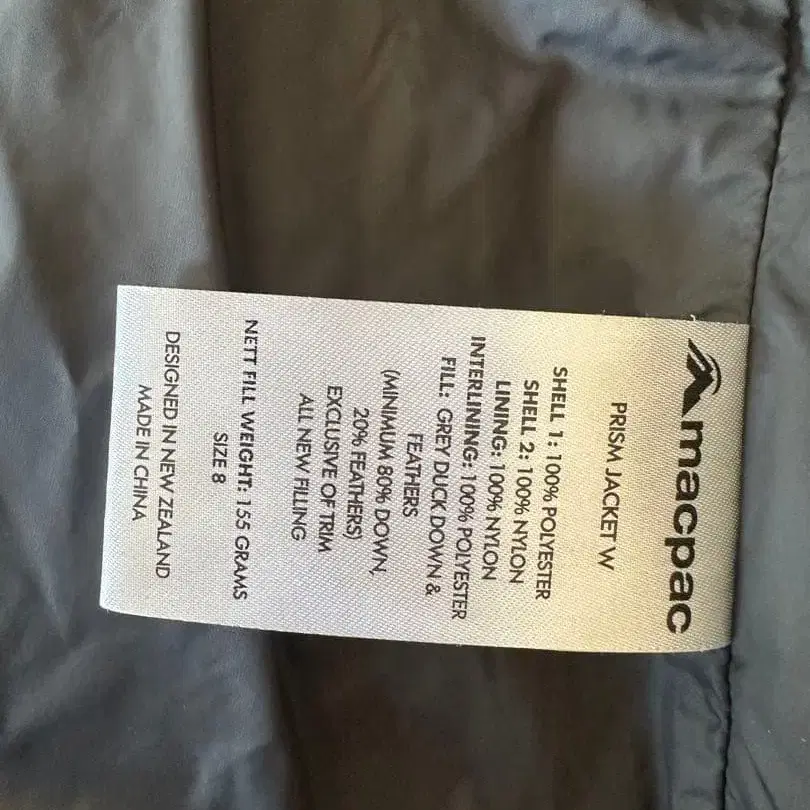 macpac
PRISM JACKET W
SHELL 1: 100% POLYESTER
SHELL 2: 100% NYLON
LINING: 100% NYLON
INTERLINING: 100% POLYESTER
FILL: GREY DUCK DOWN &
FEATHERS
(MINIMUM 80% DOWN,
20% FEATHERS)
EXCLUSIVE OF TRIM
ALL NEW FILLING
NETT FILL WEIGHT: 155 GRAMS
SIZE 8
DESIGNED IN NEW ZEALAND
MADE IN CHINA